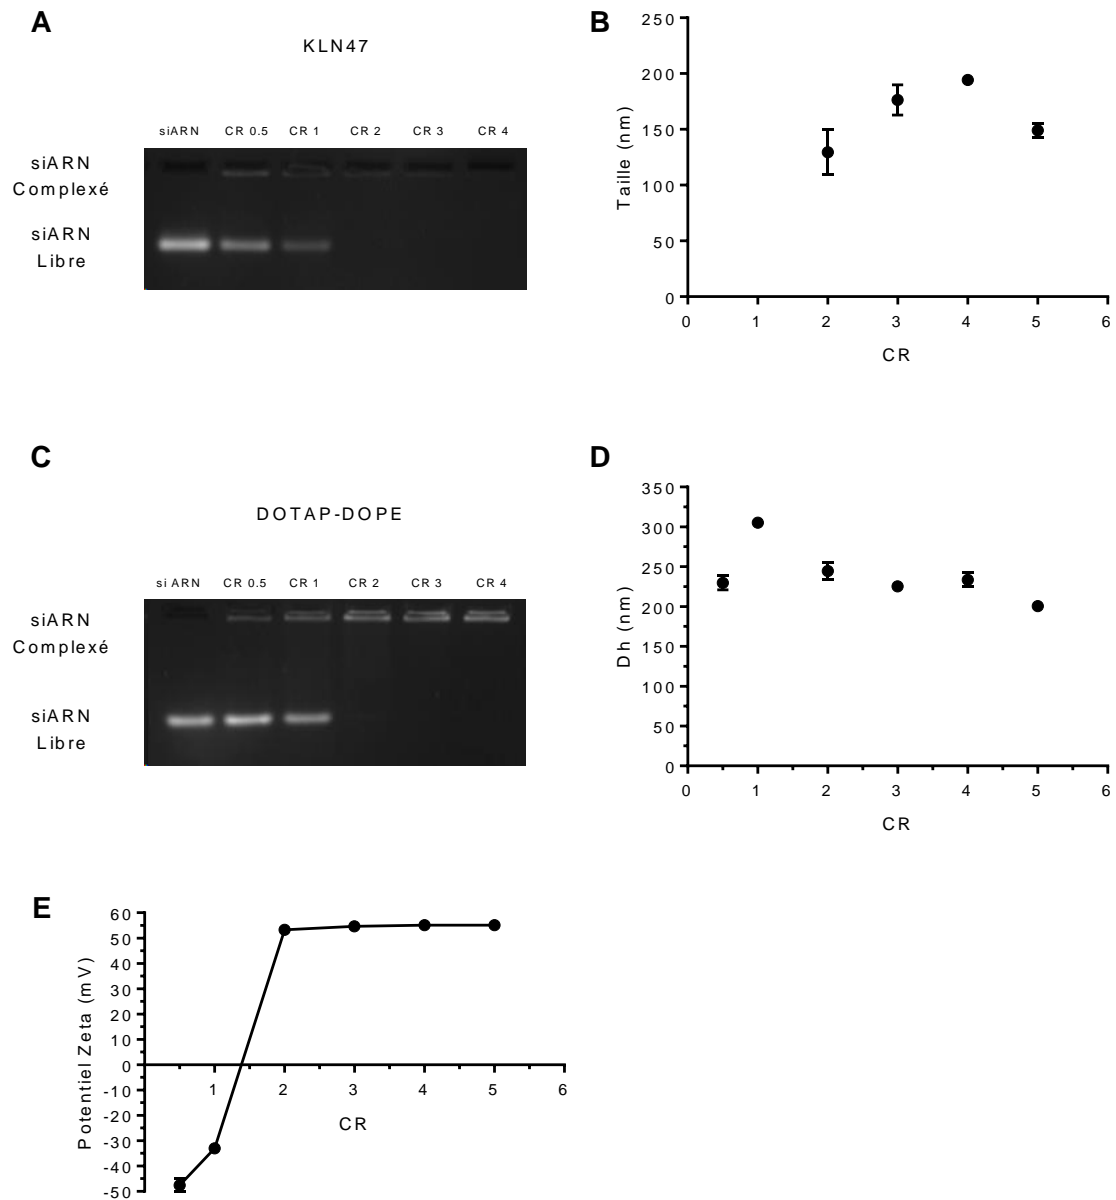 A
KLN47
siARN CR 0.5 CR 1 CR 2 CR 3 CR 4
siARN
Complexé
siARN
Libre
B
Taille (nm)
250
200
150
100
50
0
0 1 2 3 4 5 6
CR
C
DOTAP-DOPE
siARN CR 0.5 CR 1 CR 2 CR 3 CR 4
siARN
Complexé
siARN
Libre
D
Dh (nm)
350
300
250
200
150
100
50
0
0 1 2 3 4 5 6
CR
E
Potentiel Zeta (mV)
60
50
40
30
20
10
0
-10
-20
-30
-40
-50
1 2 3 4 5 6
CR